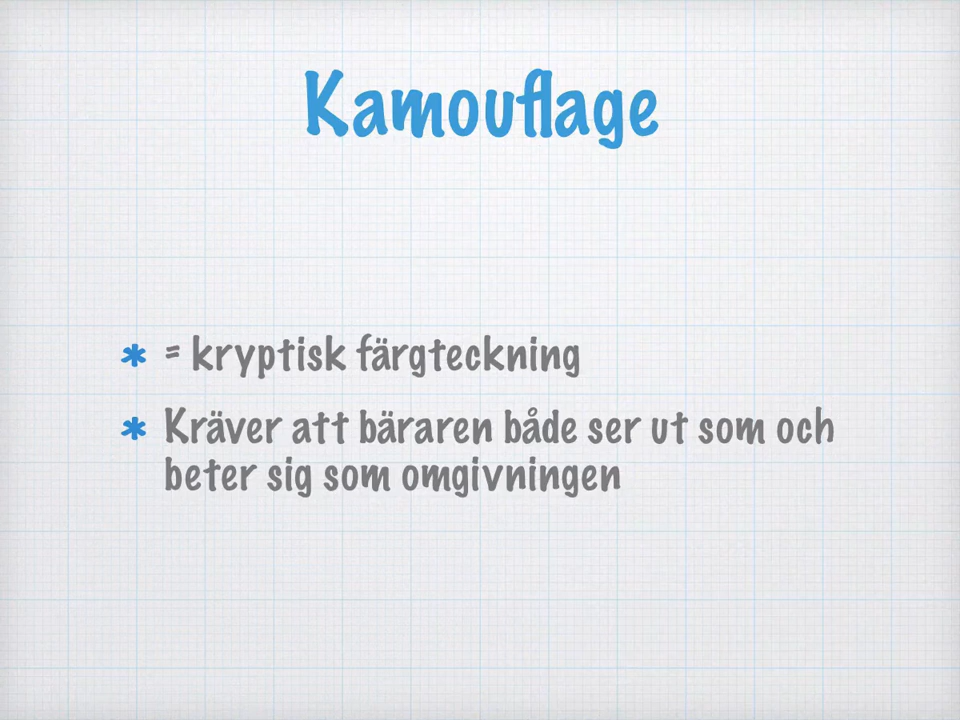 Kamouflage
= kryptisk färgteckning
Kräver att bäraren både ser ut som och
beter sig som omgivningen